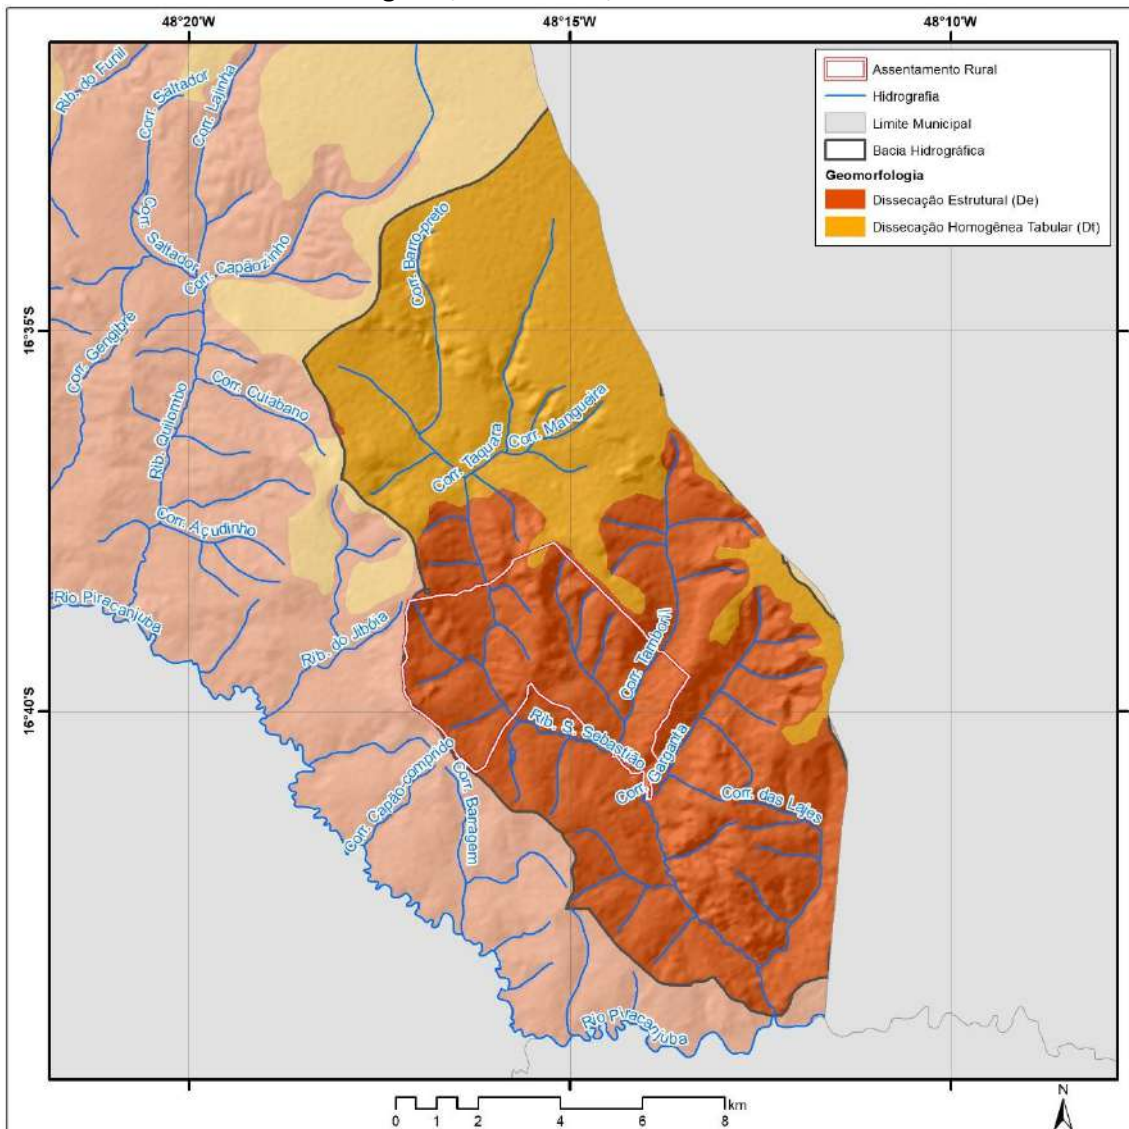 48°20'W
48°15'W
48°10'W
Assentamento Rural
Hidrografia
Limite Municipal
Bacia Hidrográfica
Geomorfologia
Dissecação Estrutural (De)
Dissecação Homogênea Tabular (Dt)
Rib. do Funil
Corr. Saltador
Corr. Lajinha
Corr. Saltador
Corr. Capãozinho
Corr. Barro-preto
16°35'S
Corr. Gengibre
Corr. Cuiabano
Rib. Quilombo
Corr. Mangueira
Corr. Taquara
Corr. Açudinho
Rio Piracanjuba
Rib. do Jibóia
Corr. Tamboril
16°40'S
Rib. S. Sebastião
Corr. Garganta
Corr. Capão-comprido
Corr. Barragem
Corr. das Lajes
Rio Piracanjuba
N
0 1 2 4 6 8 km